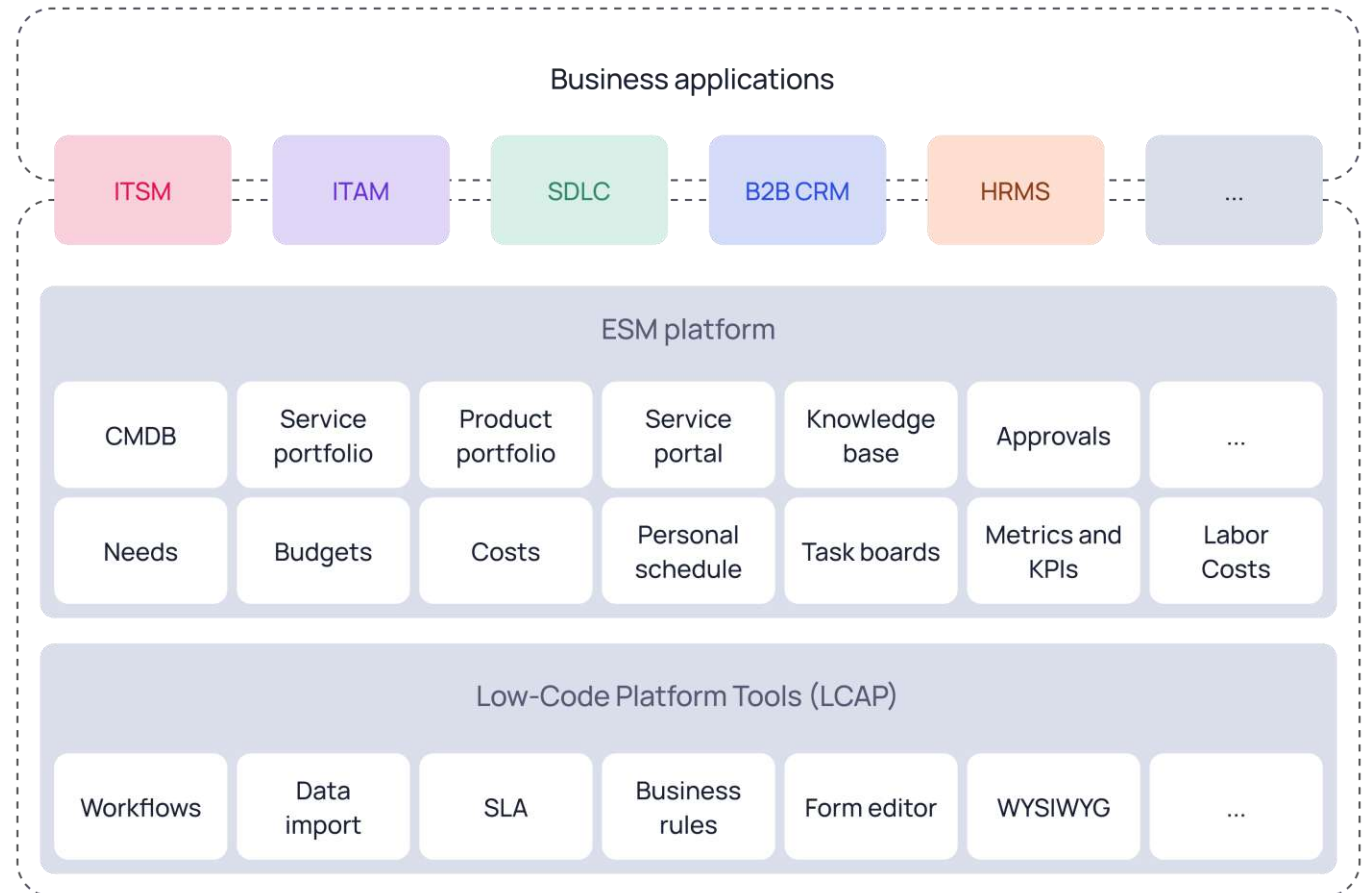 Business applications
ITSM
ITAM
SDLC
B2B CRM
HRMS
...
ESM platform
CMDB
Service
portfolio
Product
portfolio
Service
portal
Knowledge
base
Approvals
...
Needs
Budgets
Costs
Personal
schedule
Task boards
Metrics and
KPIs
Labor
Costs
Low-Code Platform Tools (LCAP)
Workflows
Data
import
SLA
Business
rules
Form editor
WYSIWYG
...